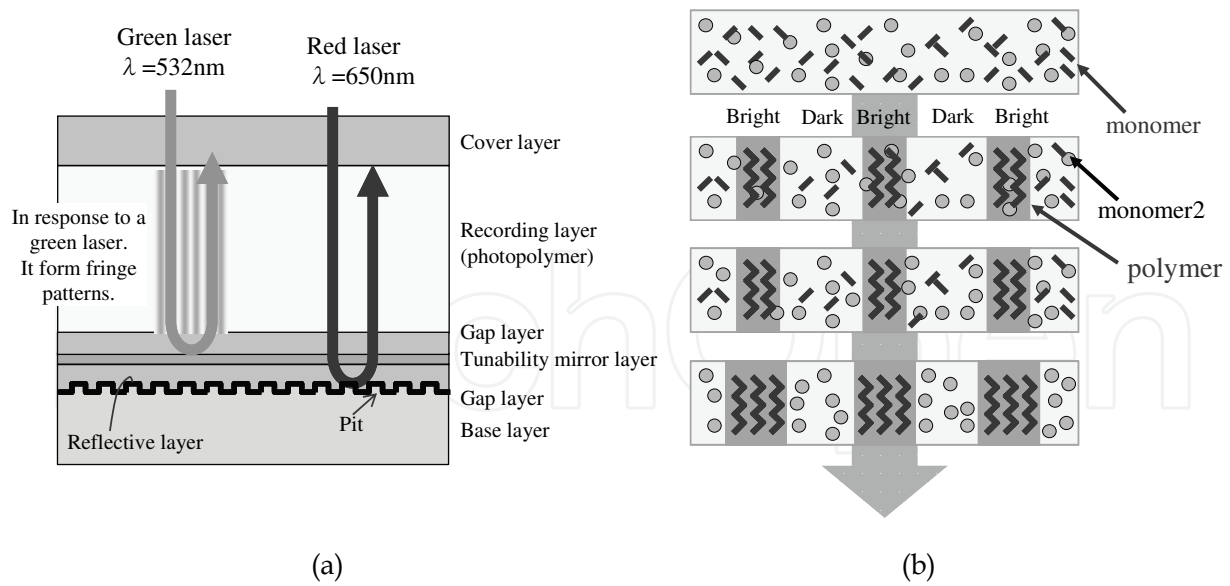 Green laser
λ =532nm
Red laser
λ =650nm
Cover layer
In response to a
green laser.
It form fringe
patterns.
Recording layer
(photopolymer)
Gap layer
Tunability mirror layer
Gap layer
Pit
Base layer
Reflective layer
(a)
monomer
Bright Dark Bright Dark Bright
monomer2
polymer
(b)